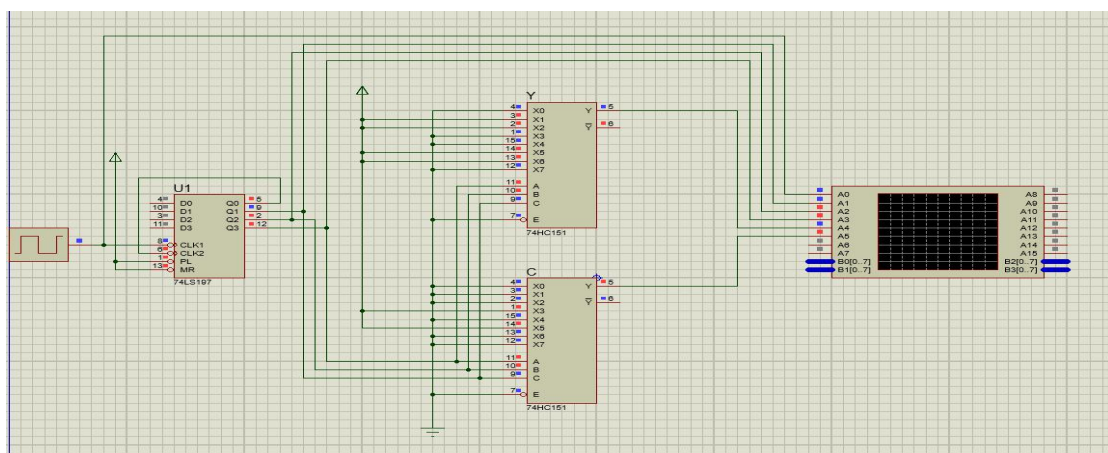 U1
4 D0 Q0 5
10 D1 Q1 9
3 D2 Q2 2
11 D3 Q3 12
8 CLK1
6 CLK2
1 PL
13 MR
74LS197
Y
4 X0 Y 5
3 X1
2 X2 Y 6
1 X3
15 X4
14 X5
13 X6
12 X7
11 A
10 B
9 C
7 E
74HC151
C
4 X0 Y 5
3 X1
2 X2 Y 6
1 X3
15 X4
14 X5
13 X6
12 X7
11 A
10 B
9 C
7 E
74HC151
A0 A8
A1 A9
A2 A10
A3 A11
A4 A12
A5 A13
A6 A14
A7 A15
B0[0..7] B2[0..7]
B1[0..7] B3[0..7]